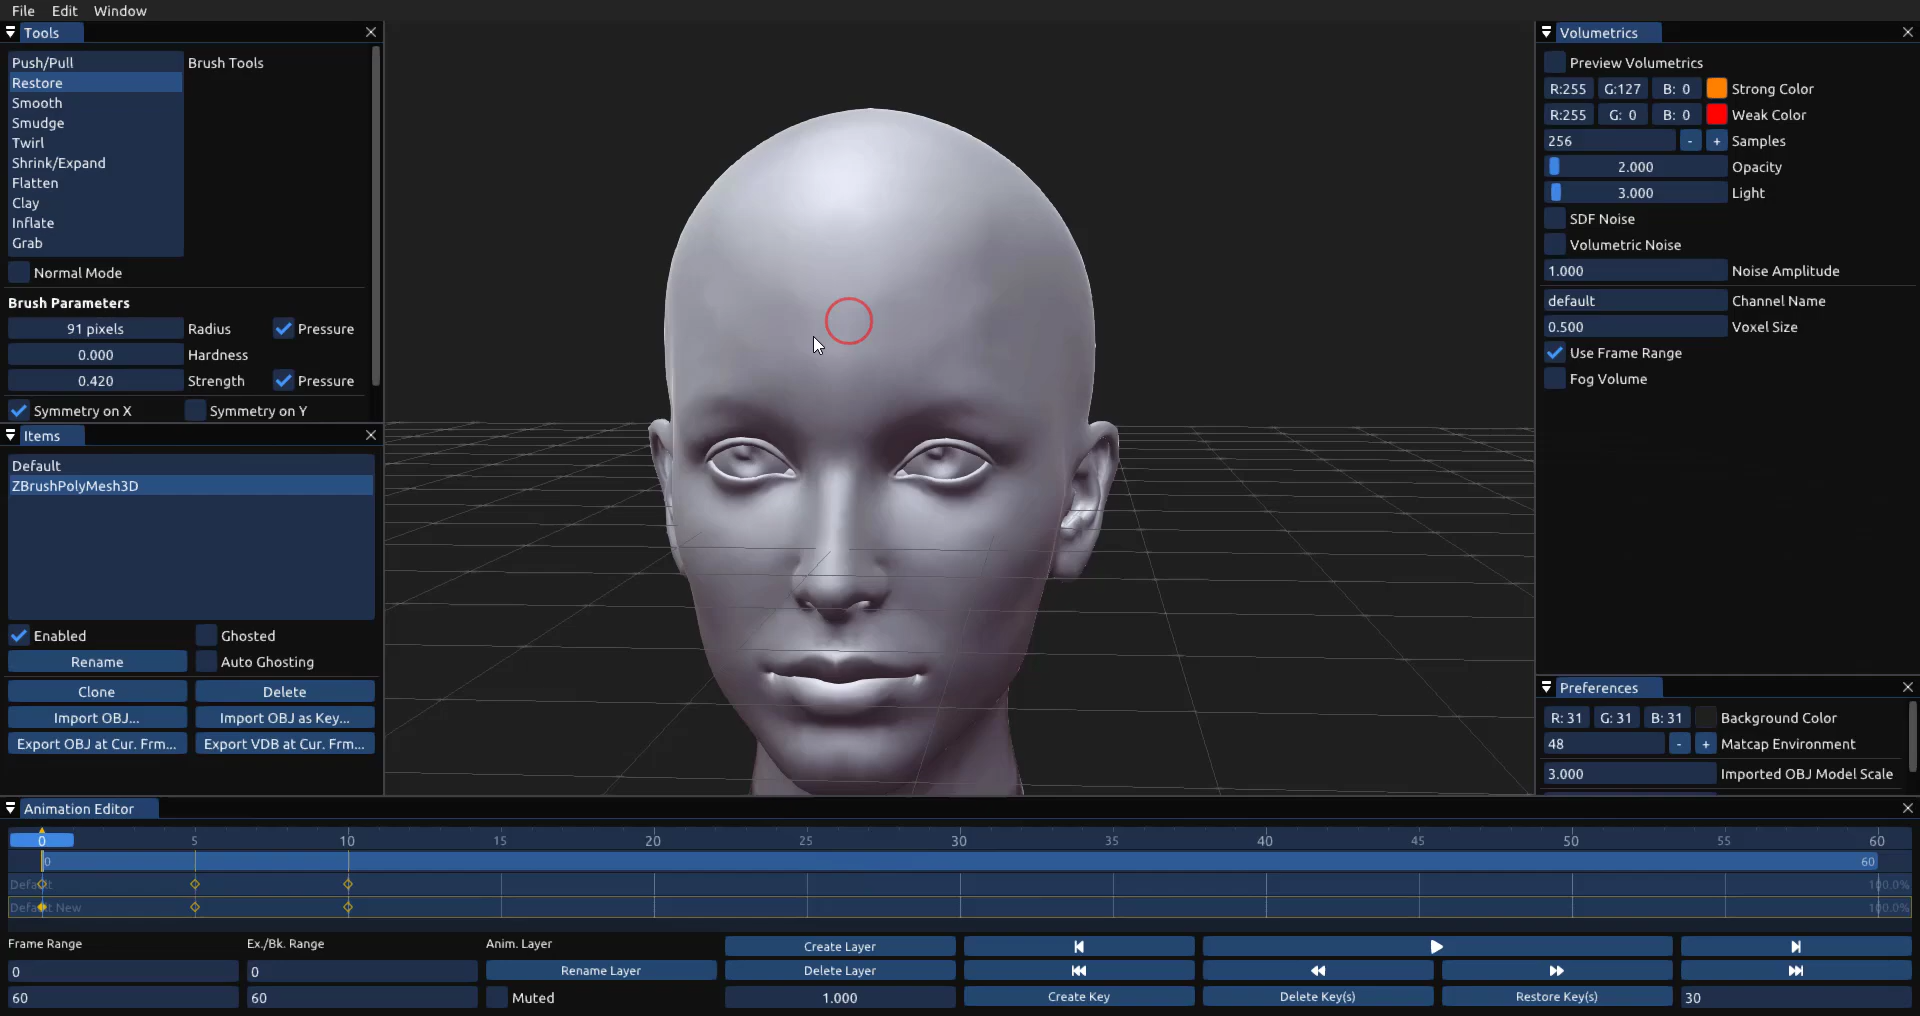 File Edit Window
Tools
Push/Pull
Brush Tools
Restore
Smooth
Smudge
Twirl
Shrink/Expand
Flatten
Clay
Inflate
Grab
Normal Mode
Brush Parameters
91 pixels Radius Pressure
0.000 Hardness
0.420 Strength Pressure
Symmetry on X Symmetry on Y
Items
Default
ZBrushPolyMesh3D
Enabled Ghosted
Rename Auto Ghosting
Clone Delete
Import OBJ... Import OBJ as Key...
Export OBJ at Cur. Frm... Export VDB at Cur. Frm...
Volumetrics
Preview Volumetrics
R:255 G:127 B: 0 Strong Color
R:255 G: 0 B: 0 Weak Color
256 - + Samples
2.000 Opacity
3.000 Light
SDF Noise
Volumetric Noise
1.000 Noise Amplitude
default Channel Name
0.500 Voxel Size
Use Frame Range
Fog Volume
Preferences
R: 31 G: 31 B: 31 Background Color
48 - + Matcap Environment
3.000 Imported OBJ Model Scale
Animation Editor
0 5 10 15 20 25 30 35 40 45 50 55 60
0 60
Default 100.0%
Default New 100.0%
Frame Range Ex./Bk. Range Anim. Layer Create Layer
0 0 Rename Layer Delete Layer
60 60 Muted 1.000 Create Key Delete Key(s) Restore Key(s) 30